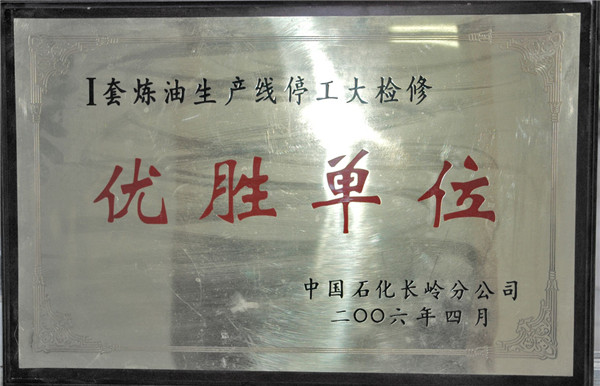 I套炼油生产线停工大检修
优胜单位
中国石化长岭分公司
二〇〇六年四月